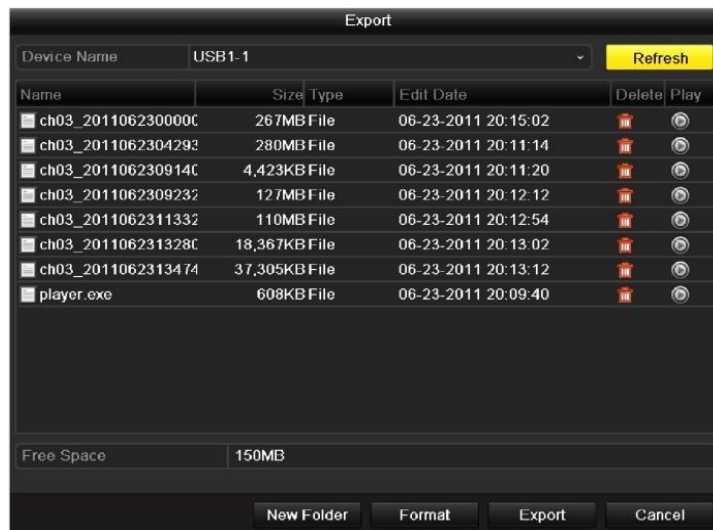 Export
Device Name USB1-1 Refresh
Name Size Type Edit Date Delete Play
ch03_2011062300000 267MB File 06-23-2011 20:15:02
ch03_2011062304293 280MB File 06-23-2011 20:11:14
ch03_2011062309140 4,423KB File 06-23-2011 20:11:20
ch03_2011062309232 127MB File 06-23-2011 20:12:12
ch03_2011062311332 110MB File 06-23-2011 20:12:54
ch03_2011062313280 18,367KB File 06-23-2011 20:13:02
ch03_2011062313474 37,305KB File 06-23-2011 20:13:12
player.exe 608KB File 06-23-2011 20:09:40
Free Space 150MB
New Folder Format Export Cancel